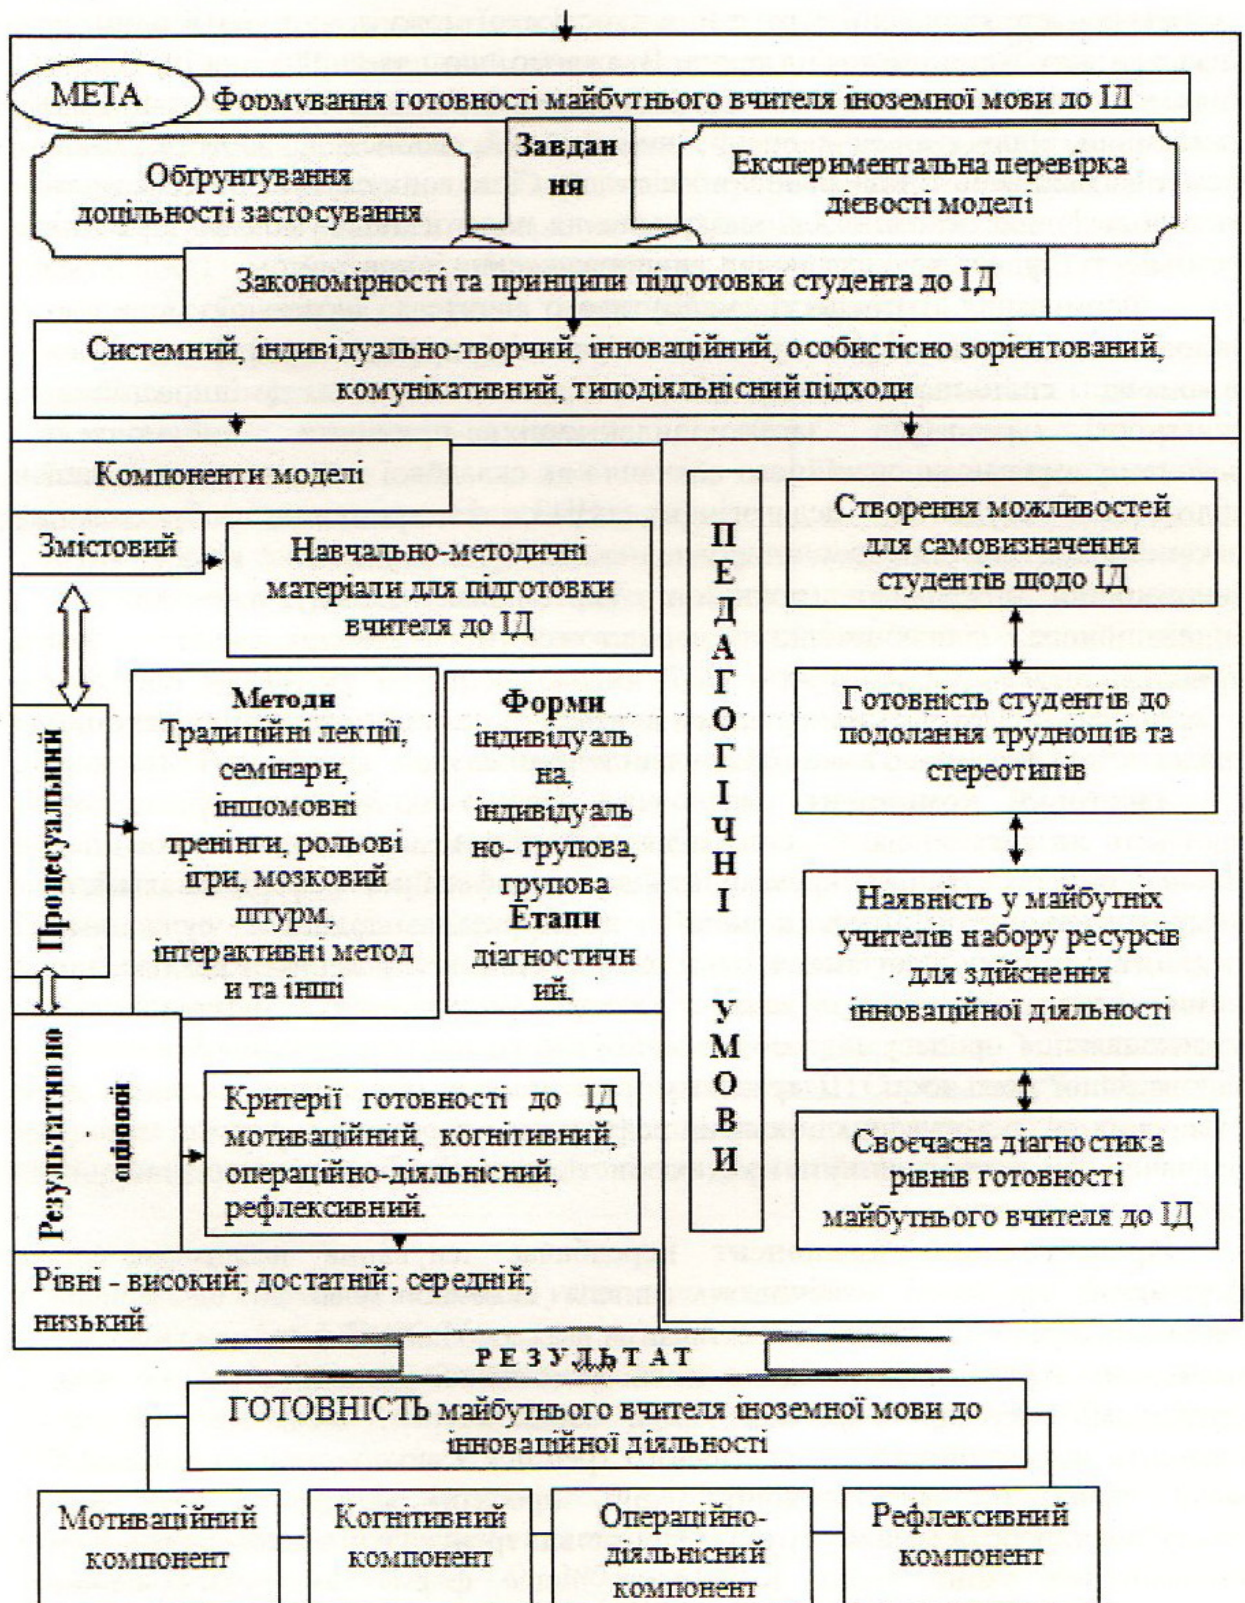 МЕТА
Формування готовності майбутнього вчителя іноземної мови до ІД
Обґрунтування
доцільності застосування
Завдан
ня
Експериментальна перевірка
дієвості моделі
Закономірності та принципи підготовки студента до ІД
Системний, індивідуально-творчий, інноваційний, особистісно зорієнтований,
комунікативний, типодіяльнісний підходи
Компоненти моделі
Змістовий
Навчально-методичні
матеріали для підготовки
вчителя до ІД
Процесуальний
Методи
Традиційні лекції,
семінари,
іншомовні
тренінги, рольові
ігри, мозковий
штурм,
інтерактивні метод
и та інші
Форми
індивідуаль
на,
індивідуаль
но- групова,
групова
Етапи
діагностичн
ий,
Результативно
Критерії готовності до ІД
мотиваційний, когнітивний,
операційно-діяльнісний,
рефлексивний.
Рівні – високий; достатній; середній;
низький
ПЕДАГОГІЧНІ УМОВИ
Створення можливостей
для самовизначення
студентів щодо ІД
Готовність студентів до
подолання труднощів та
стереотипів
Наявність у майбутніх
учителів набору ресурсів
для здійснення
інноваційної діяльності
Своєчасна діагностика
рівнів готовності
майбутнього вчителя до ІД
РЕЗУЛЬТАТ
ГОТОВНІСТЬ майбутнього вчителя іноземної мови до
інноваційної діяльності
Мотиваційний
компонент
Когнітивний
компонент
Операційно-
діяльнісний
компонент
Рефлексивний
компонент